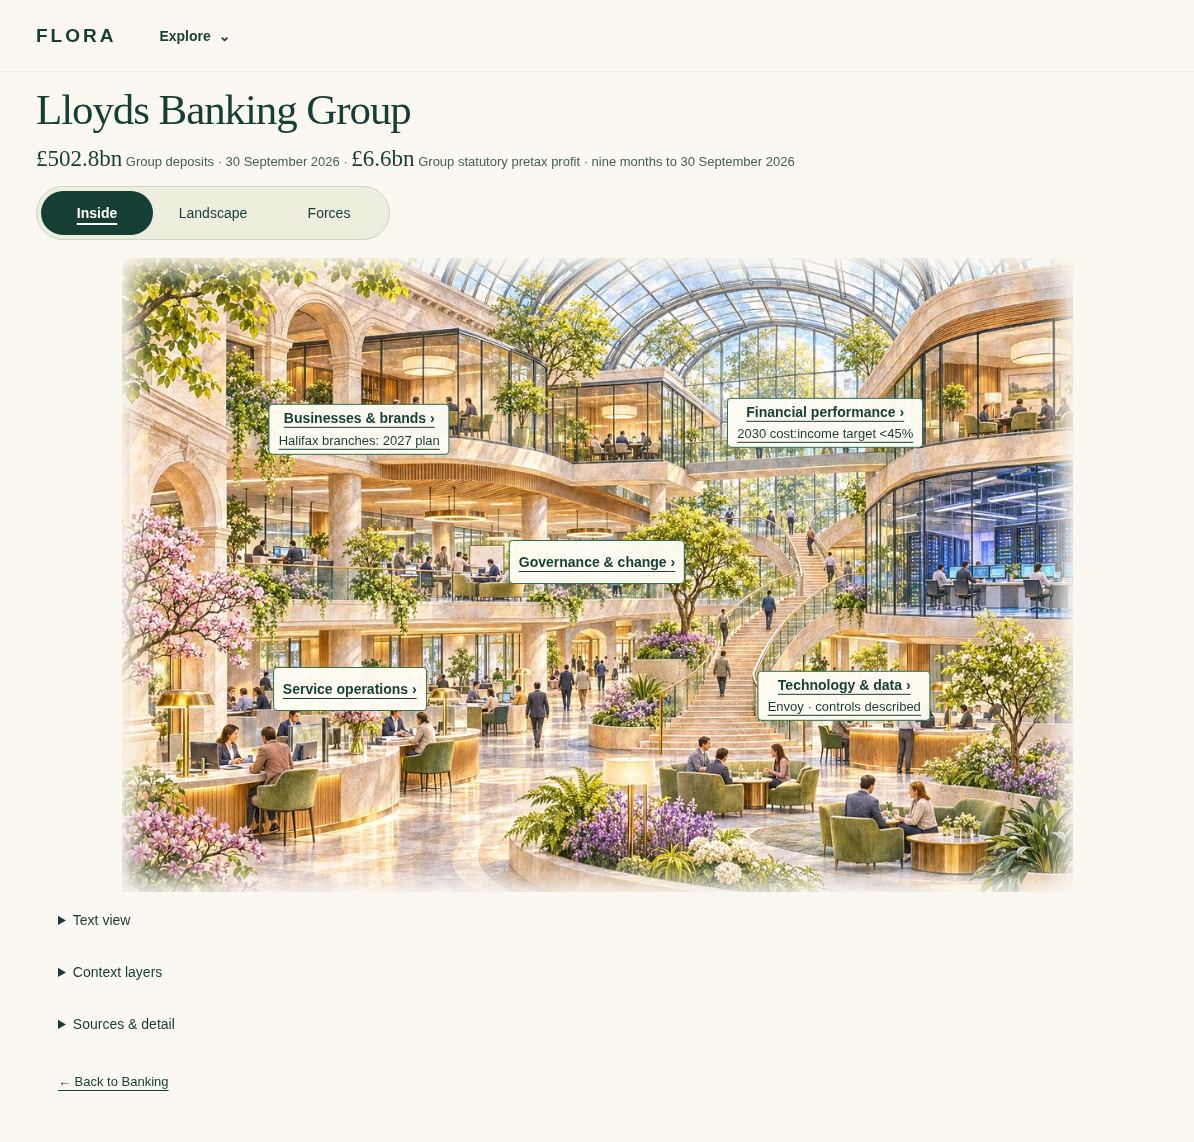 FLORA
Explore ⌄
Lloyds Banking Group
£502.8bn Group deposits · 30 September 2026 · £6.6bn Group statutory pretax profit · nine months to 30 September 2026
Inside
Landscape
Forces
Businesses & brands ›
Halifax branches: 2027 plan
Financial performance ›
2030 cost:income target <45%
Governance & change ›
Service operations ›
Technology & data ›
Envoy · controls described
▶ Text view
▶ Context layers
▶ Sources & detail
← Back to Banking